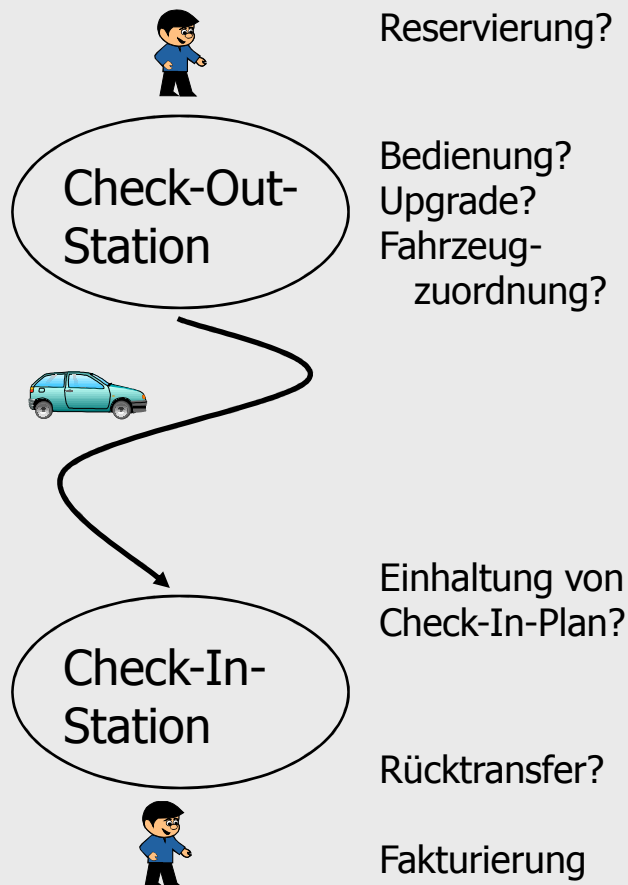 Reservierung?
Check-Out-
Station
Bedienung?
Upgrade?
Fahrzeug-
zuordnung?
Einhaltung von
Check-In-Plan?
Check-In-
Station
Rücktransfer?
Fakturierung